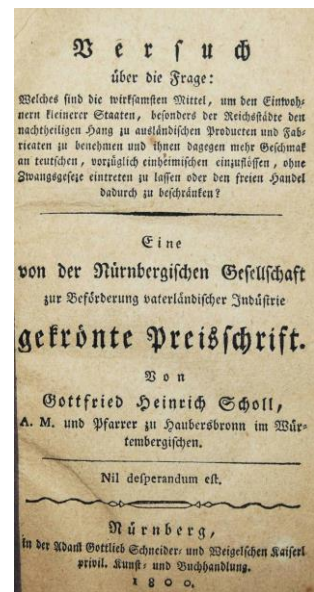 Versuch
über die Frage:
Welches sind die wirksamsten Mittel, um den Einwoh-
nern kleinerer Staaten, besonders der Reichsstädte den
nachtheiligen Hang zu ausländischen Producten und Fab-
ricaten zu benehmen und ihnen dagegen mehr Geschmak
an teutschen, vorzüglich einheimischen einzuflössen, ohne
Zwangsgeseze eintreten zu lassen oder den freien Handel
dadurch zu beschränken?
Eine
von der Nürnbergischen Gesellschaft
zur Beförderung vaterländischer Indüstrie
gekrönte Preisschrift.
Von
Gottfried Heinrich Scholl,
A. M. und Pfarrer zu Haubersbronn im Wür-
tembergischen.
Nil desperandum est.
Nürnberg,
in der Adam Gottlieb Schneider- und Weigelschen Kaiserl
privil. Kunst- und Buchhandlung.
1800.